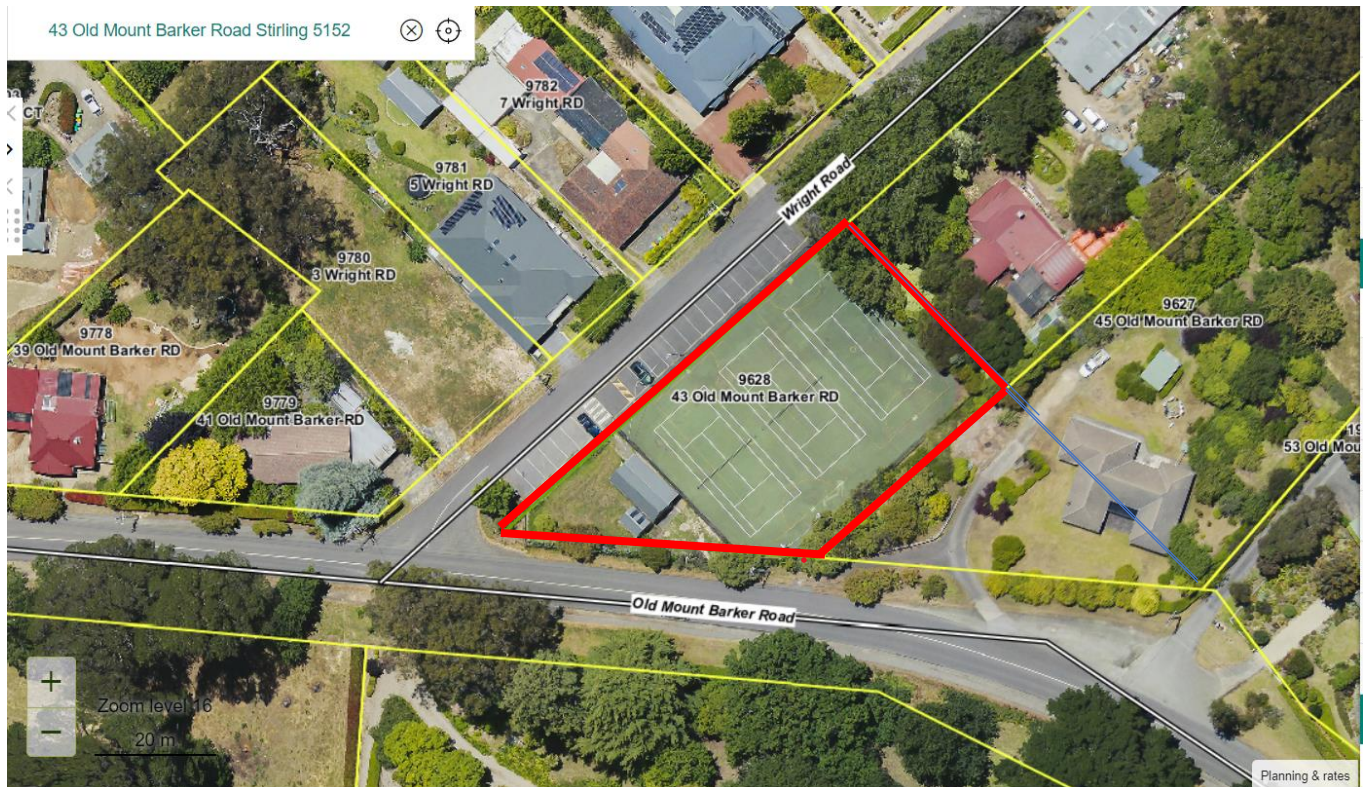 43 Old Mount Barker Road Stirling 5152
CT
9782
7 Wright RD
9781
5 Wright RD
Wright Road
9780
3 Wright RD
9627
45 Old Mount Barker RD
9778
39 Old Mount Barker RD
9628
43 Old Mount Barker RD
9779
41 Old Mount Barker RD
19
53 Old Mou
Old Mount Barker Road
+
Zoom level 16
−
20 m
Planning & rates